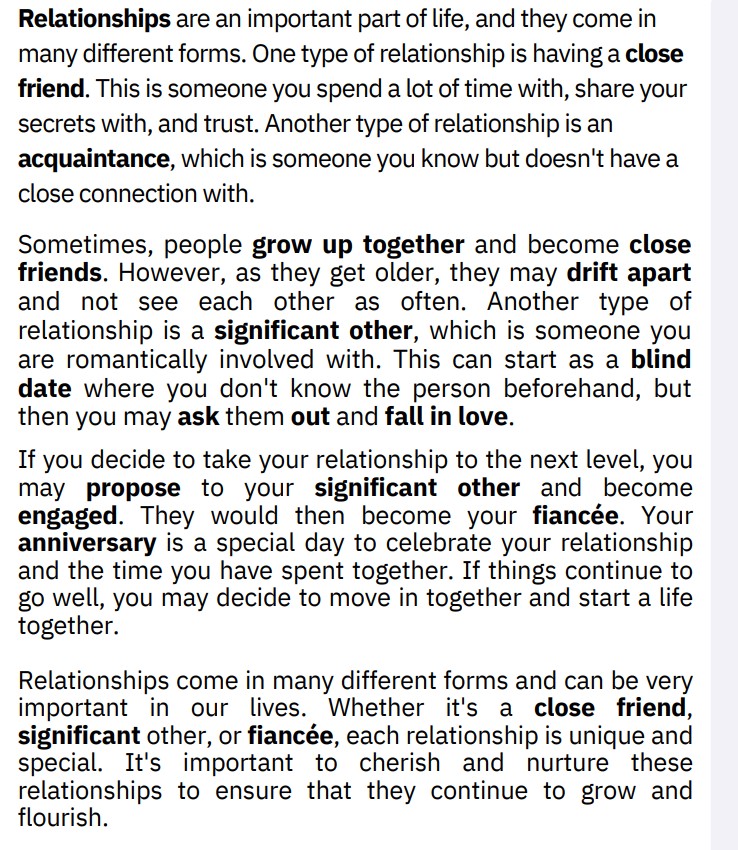 Relationships are an important part of life, and they come in
many different forms. One type of relationship is having a close
friend. This is someone you spend a lot of time with, share your
secrets with, and trust. Another type of relationship is an
acquaintance, which is someone you know but doesn't have a
close connection with.
Sometimes, people grow up together and become close
friends. However, as they get older, they may drift apart
and not see each other as often. Another type of
relationship is a significant other, which is someone you
are romantically involved with. This can start as a blind
date where you don't know the person beforehand, but
then you may ask them out and fall in love.
If you decide to take your relationship to the next level, you
may propose to your significant other and become
engaged. They would then become your fiancée. Your
anniversary is a special day to celebrate your relationship
and the time you have spent together. If things continue to
go well, you may decide to move in together and start a life
together.
Relationships come in many different forms and can be very
important in our lives. Whether it's a close friend,
significant other, or fiancée, each relationship is unique and
special. It's important to cherish and nurture these
relationships to ensure that they continue to grow and
flourish.